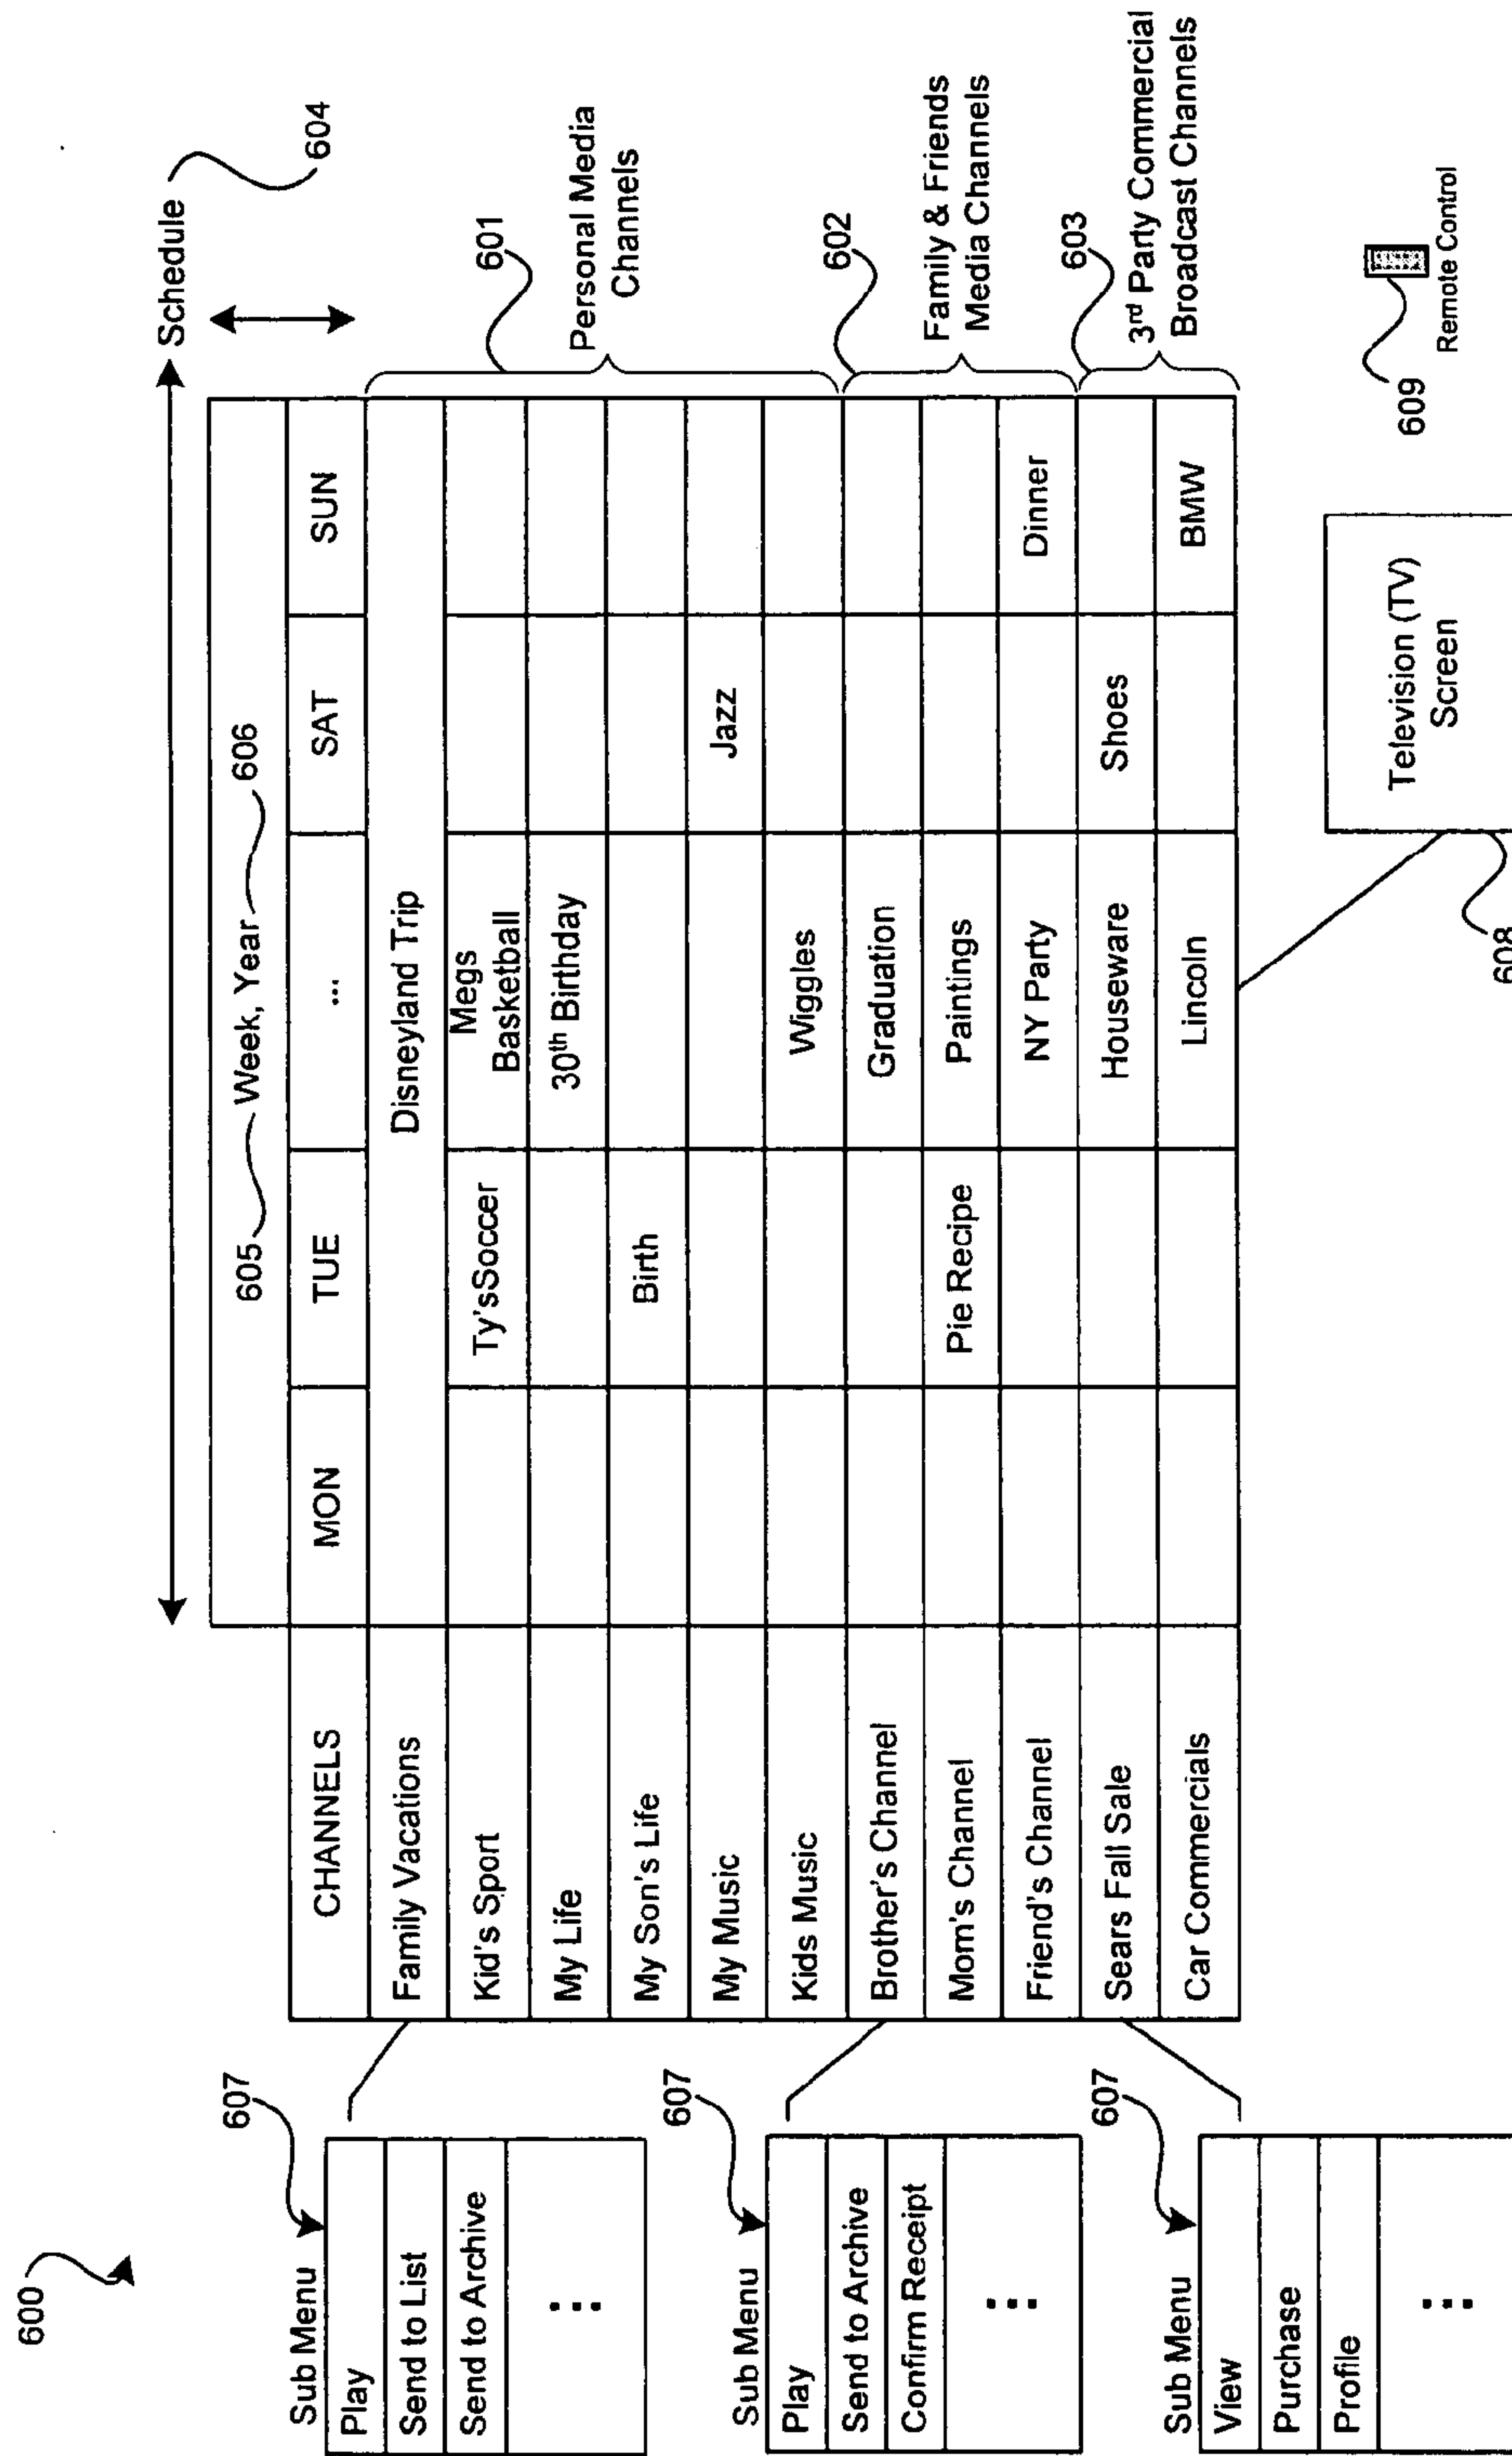 600
Schedule
604
605 Week, Year 606
CHANNELS MON TUE ... SAT SUN
Family Vacations Disneyland Trip
Kid's Sport Ty'sSoccer Megs Basketball
My Life 30th Birthday
My Son's Life Birth
My Music Jazz
Kids Music Wiggles
Brother's Channel Graduation
Mom's Channel Pie Recipe Paintings
Friend's Channel NY Party Dinner
Sears Fall Sale Houseware Shoes
Car Commercials Lincoln BMW
601
Personal Media
Channels
602
Family & Friends
Media Channels
603
3rd Party Commercial
Broadcast Channels
Sub Menu
607
Play
Send to List
Send to Archive
⋮
Sub Menu
607
Play
Send to Archive
Confirm Receipt
⋮
Sub Menu
607
View
Purchase
Profile
⋮
Television (TV)
Screen
608
609
Remote Control